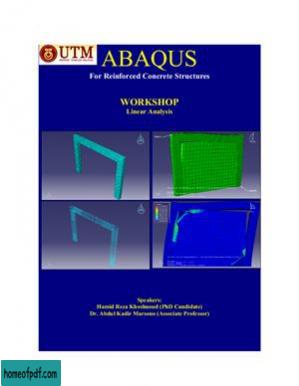 UTM
ABAQUS
For Reinforced Concrete Structures
WORKSHOP
Linear Analysis
Speakers:
Hamid Reza Khoshnoud (PhD Candidate)
Dr. Abdul Kadir Marsono (Associate Professor)
homeofpdf.com